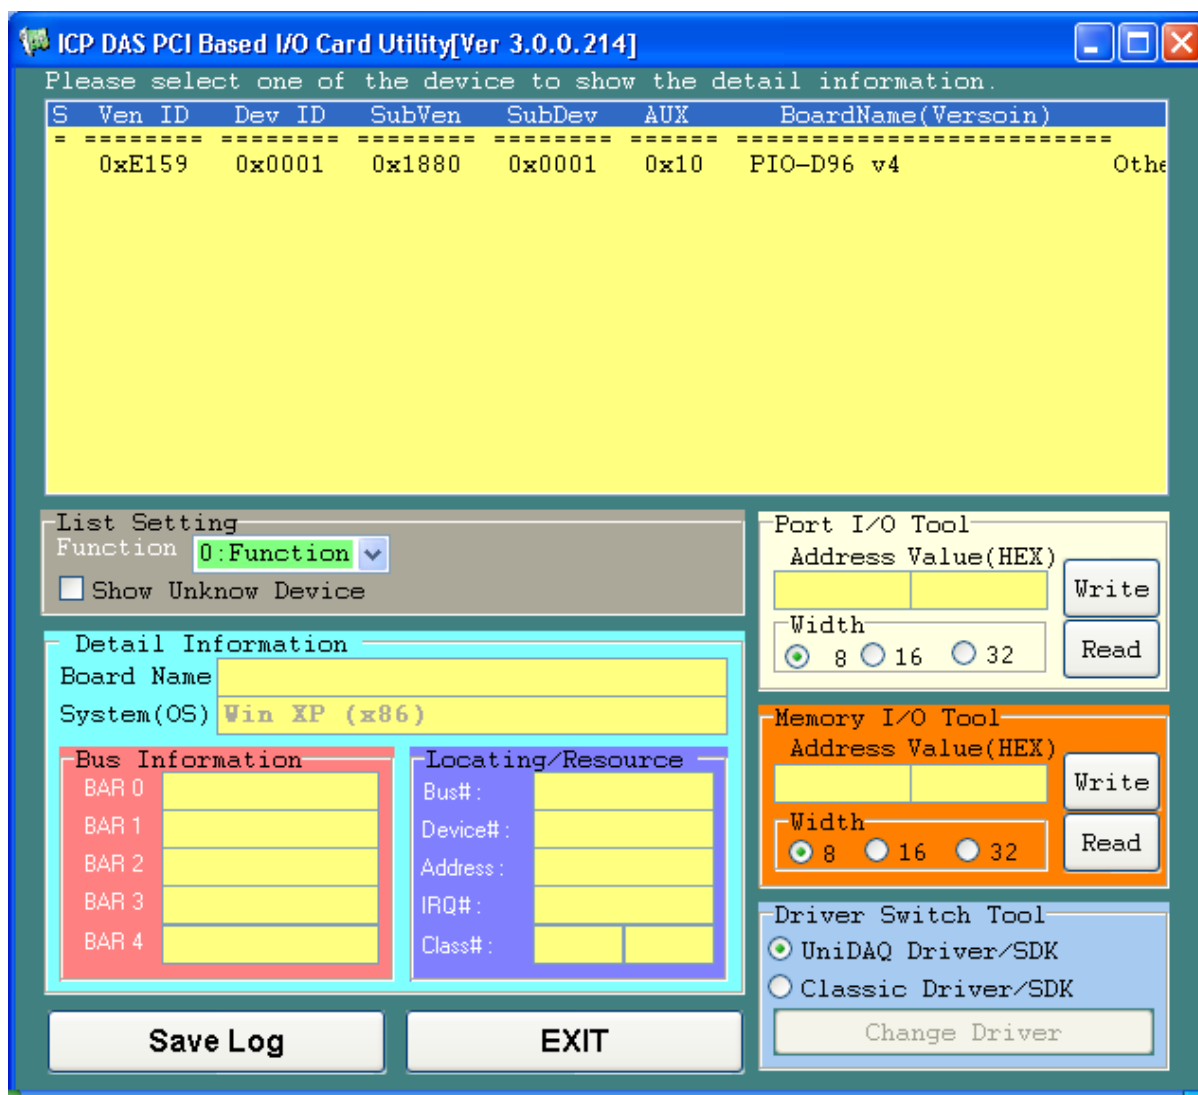 ICP DAS PCI Based I/O Card Utility[Ver 3.0.0.214]
Please select one of the device to show the detail information.
S Ven ID Dev ID SubVen SubDev AUX BoardName(Versoin)
= ======== ======== ======== ======== ====== =========================
0xE159 0x0001 0x1880 0x0001 0x10 PIO-D96 v4 Othe
List Setting
Function 0:Function
Show Unknow Device
Detail Information
Board Name
System(OS) Win XP (x86)
Bus Information
BAR 0
BAR 1
BAR 2
BAR 3
BAR 4
Locating/Resource
Bus# :
Device# :
Address :
IRQ# :
Class# :
Save Log
EXIT
Port I/O Tool
Address Value(HEX)
Write
Width
8 16 32
Read
Memory I/O Tool
Address Value(HEX)
Write
Width
8 16 32
Read
Driver Switch Tool
UniDAQ Driver/SDK
Classic Driver/SDK
Change Driver